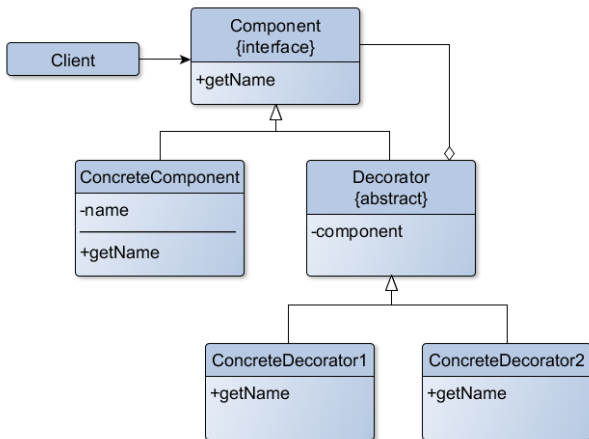 Component
{interface}
+getName
Client
ConcreteComponent
-name
+getName
Decorator
{abstract}
-component
ConcreteDecorator1
+getName
ConcreteDecorator2
+getName